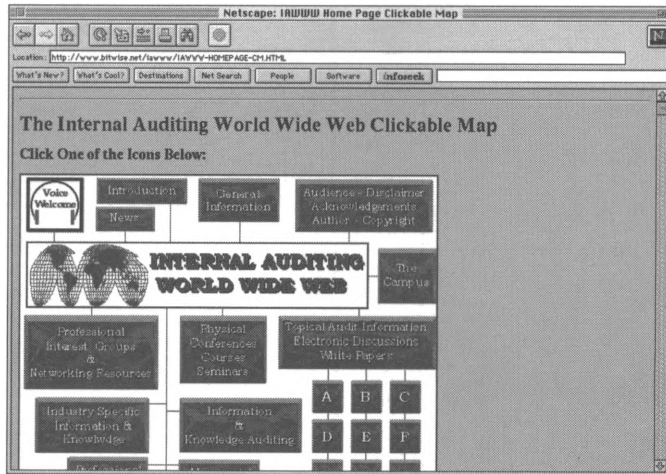 Netscape: IAWWW Home Page Clickable Map
N
Location: http://www.bitwise.net/iawww/IAWWW-HOMEPAGE-CM.HTML
What's New? What's Cool? Destinations Net Search People Software infoseek
The Internal Auditing World Wide Web Clickable Map
Click One of the Icons Below:
Voice
Welcome
Introduction
News
General
Information
Audience - Disclaimer
Acknowledgements
Author - Copyright
INTERNAL AUDITING
WORLD WIDE WEB
The
Campus
Professional
Interest Groups
&
Networking Resources
Physical
Conferences
Courses
Seminars
Topical Audit Information
Electronic Discussions
White Papers
A B C
Industry Specific
Information &
Knowlwdge
Information
&
Knowledge Auditing
D E F
Professional